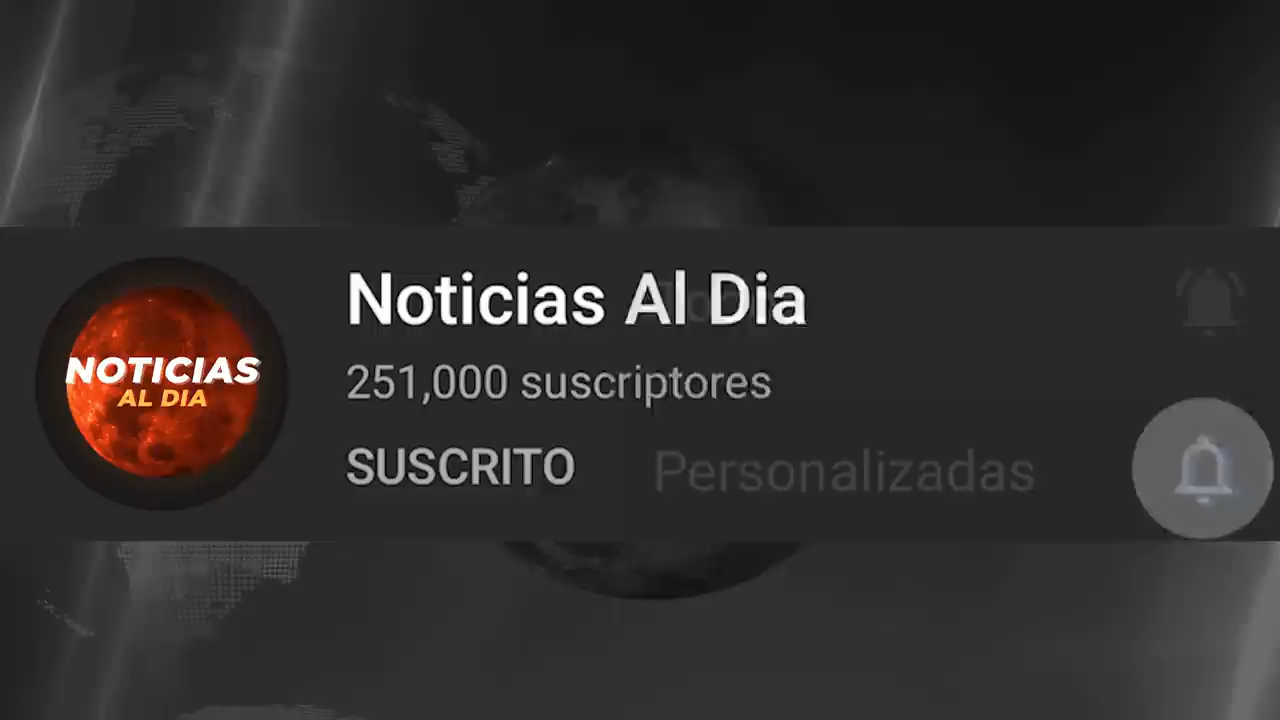 NOTICIAS
AL DIA
Noticias Al Dia
251,000 suscriptores
SUSCRITO
Personalizadas